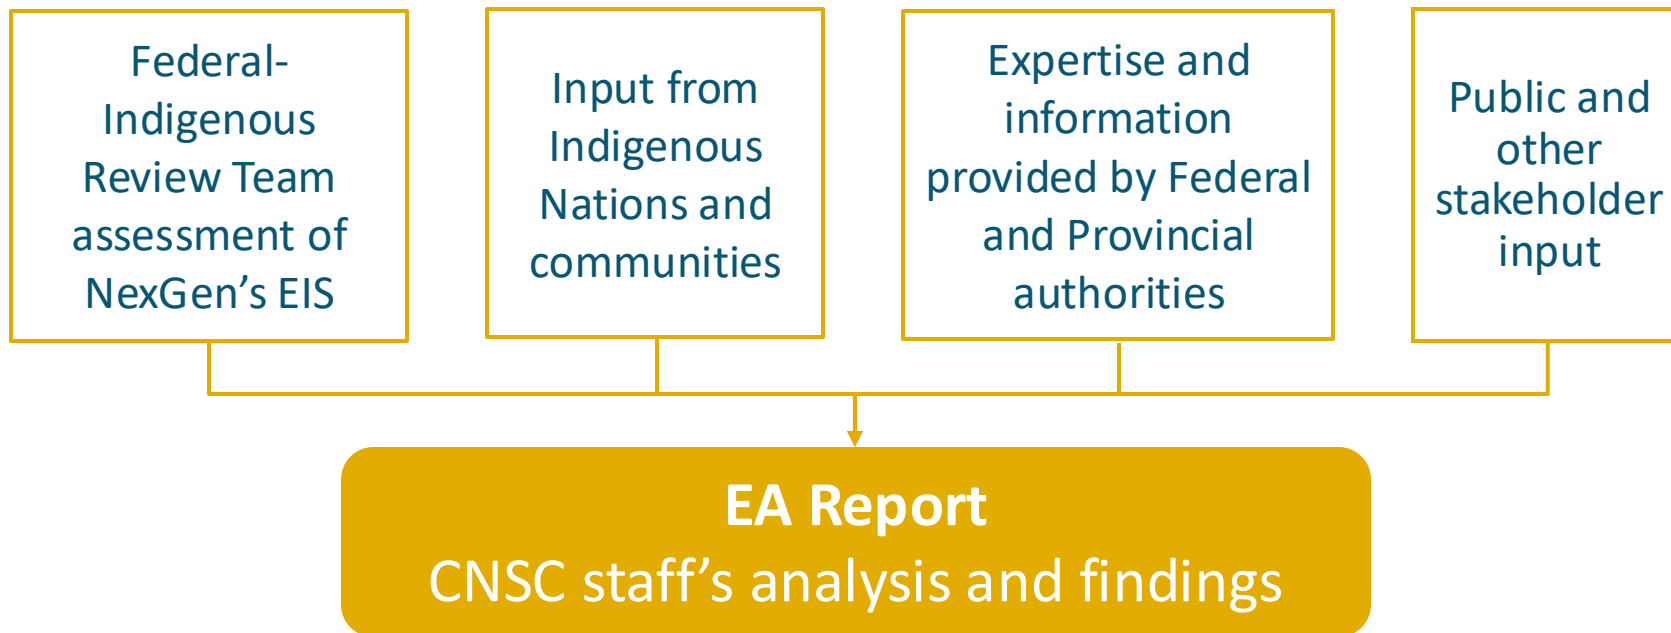 Federal-
Indigenous
Review Team
assessment of
NexGen’s EIS
Input from
Indigenous
Nations and
communities
Expertise and
information
provided by Federal
and Provincial
authorities
Public and
other
stakeholder
input
EA Report
CNSC staff’s analysis and findings